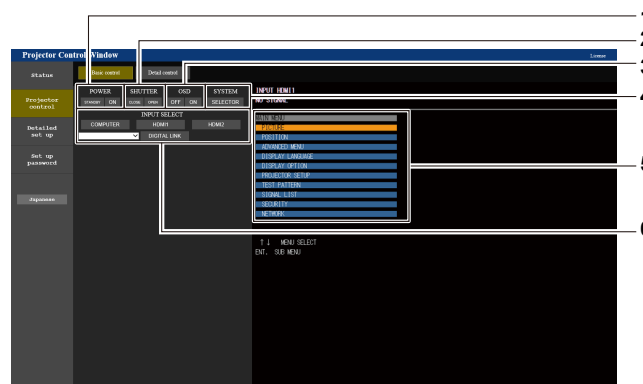 1
2
Projector Control Window
License
3
Status
Basic control
Detail control
POWER
SHUTTER
OSD
SYSTEM
STANDBY ON
CLOSE OPEN
OFF ON
SELECTOR
INPUT HDMI1
NO SIGNAL
4
Projector control
INPUT SELECT
COMPUTER
HDMI1
HDMI2
DIGITAL LINK
MAIN MENU
PICTURE
POSITION
ADVANCED MENU
DISPLAY LANGUAGE
DISPLAY OPTION
PROJECTOR SETUP
TEST PATTERN
SIGNAL LIST
SECURITY
NETWORK
5
Detailed set up
Set up password
Japanese
6
↑↓ MENU SELECT
ENT. SUB MENU